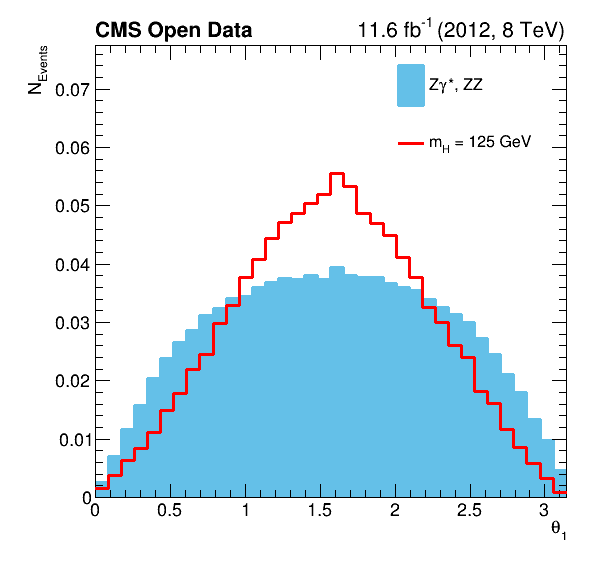 CMS Open Data 11.6 fb⁻¹ (2012, 8 TeV)
N_Events
Zγ*, ZZ
m_H = 125 GeV
0.07
0.06
0.05
0.04
0.03
0.02
0.01
0
0 0.5 1 1.5 2 2.5 3
θ₁